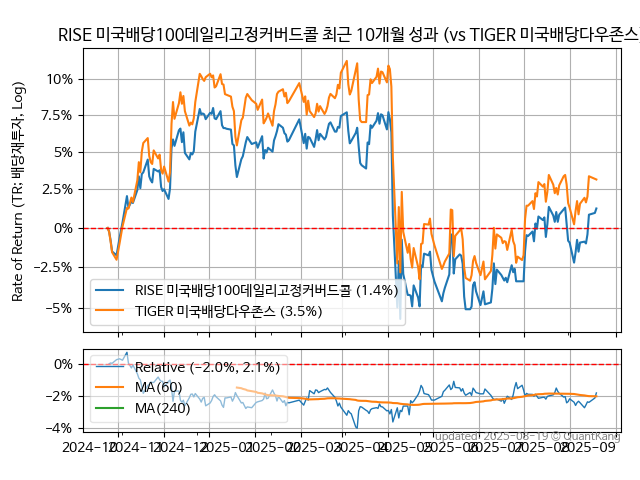 RISE 미국배당100데일리고정커버드콜 최근 10개월 성과 (vs TIGER 미국배당다우존스)
Rate of Return (TR: 배당재투자, Log)
10%
7.5%
5%
2.5%
0%
−2.5%
−5%
RISE 미국배당100데일리고정커버드콜 (1.4%)
TIGER 미국배당다우존스 (3.5%)
0%
−2%
−4%
Relative (−2.0%, 2.1%)
MA(60)
MA(240)
2024-10
2024-11
2024-12
2025-01
2025-02
2025-03
2025-04
2025-05
2025-06
2025-07
2025-08
2025-09
updated: 2025-08-19 © QuantKang